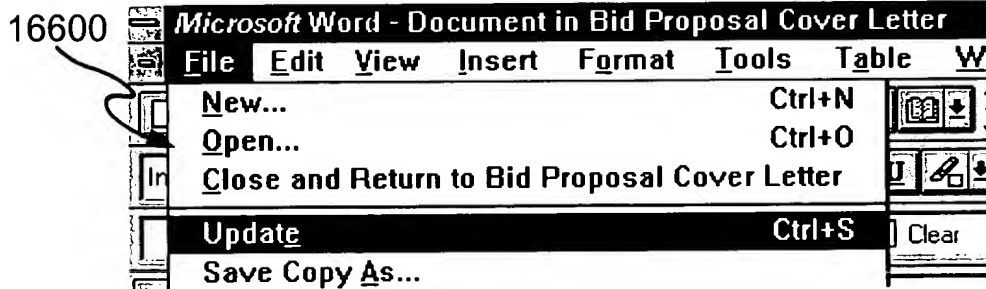 16600
Microsoft Word - Document in Bid Proposal Cover Letter
File Edit View Insert Format Tools Table W
New... Ctrl+N
Open... Ctrl+O
In
Close and Return to Bid Proposal Cover Letter U
Update Ctrl+S Clear
Save Copy As...